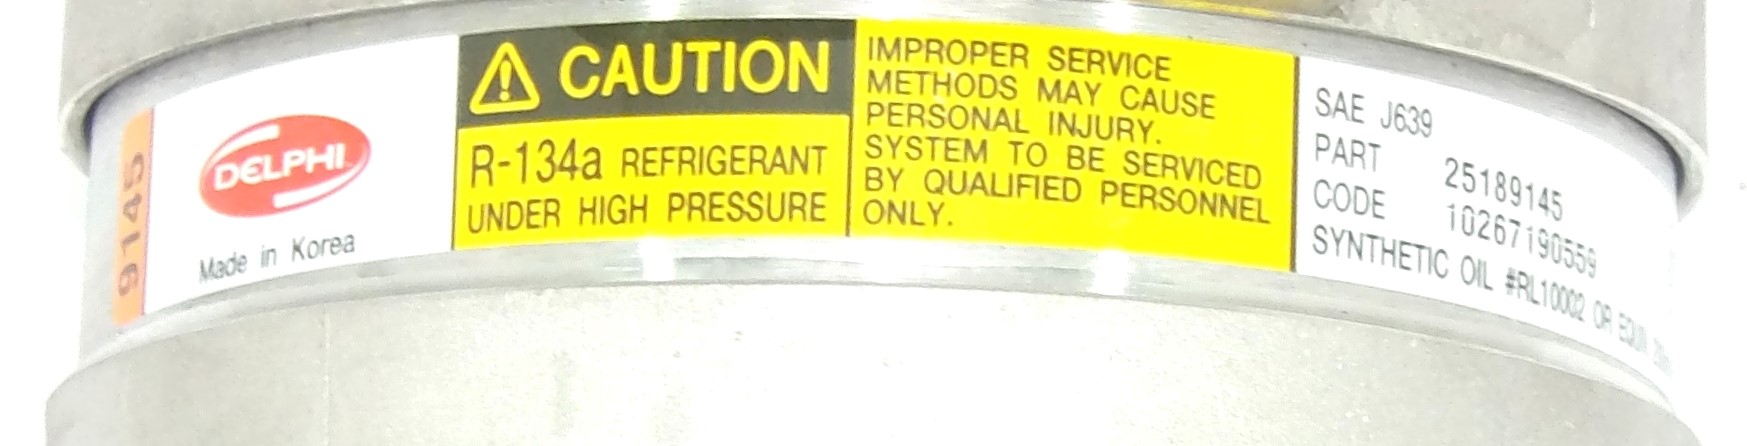 9145
DELPHI
Made in Korea
CAUTION
R-134a REFRIGERANT
UNDER HIGH PRESSURE
IMPROPER SERVICE
METHODS MAY CAUSE
PERSONAL INJURY.
SYSTEM TO BE SERVICED
BY QUALIFIED PERSONNEL
ONLY.
SAE J639
PART 25189145
CODE 10267190559
SYNTHETIC OIL #RL10002 OR